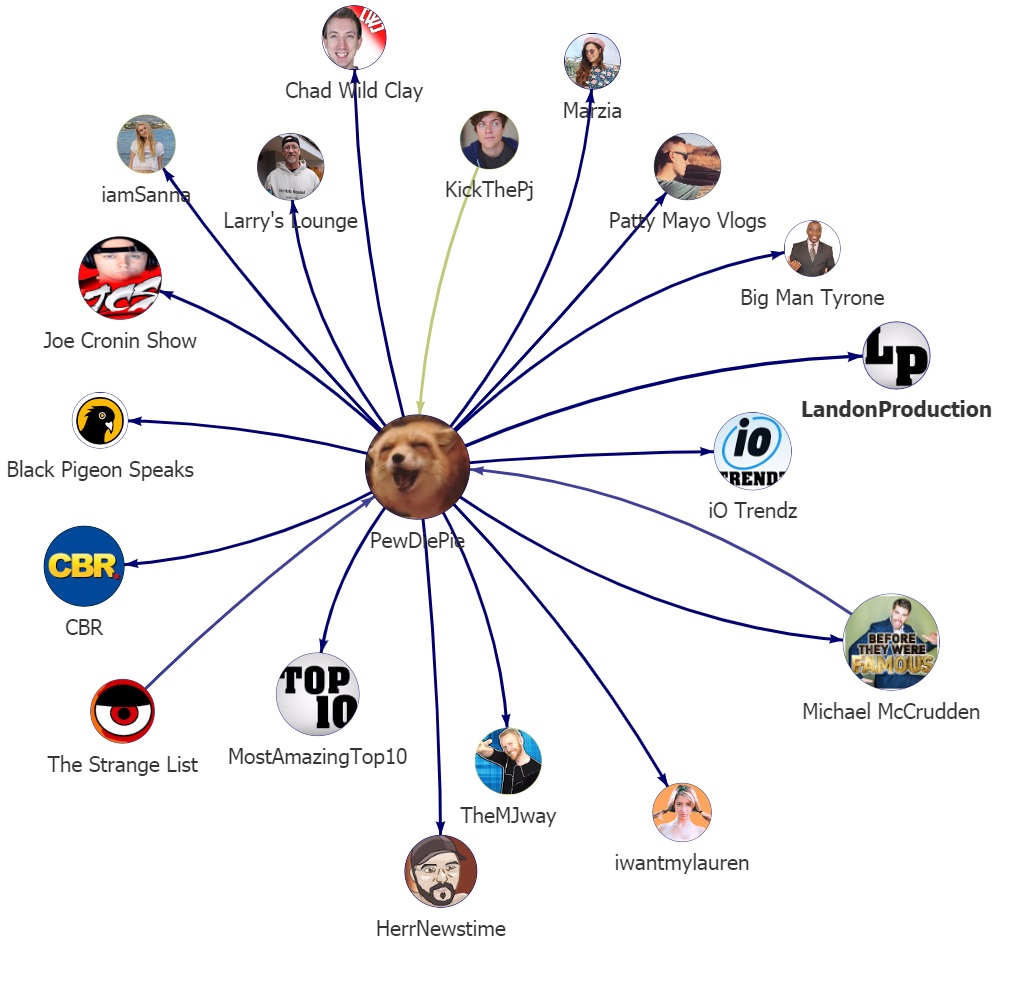 LWJ
Chad Wild Clay
Marzia
iamSanna
Larry's Lounge
KickThePj
Patty Mayo Vlogs
Big Man Tyrone
JCS
Joe Cronin Show
LP
LandonProduction
Black Pigeon Speaks
iO
TRENDZ
iO Trendz
PewDiePie
CBR.
CBR
BEFORE
THEY WERE
FAMOUS
Michael McCrudden
The Strange List
TOP
10
MostAmazingTop10
TheMJway
iwantmylauren
HerrNewstime